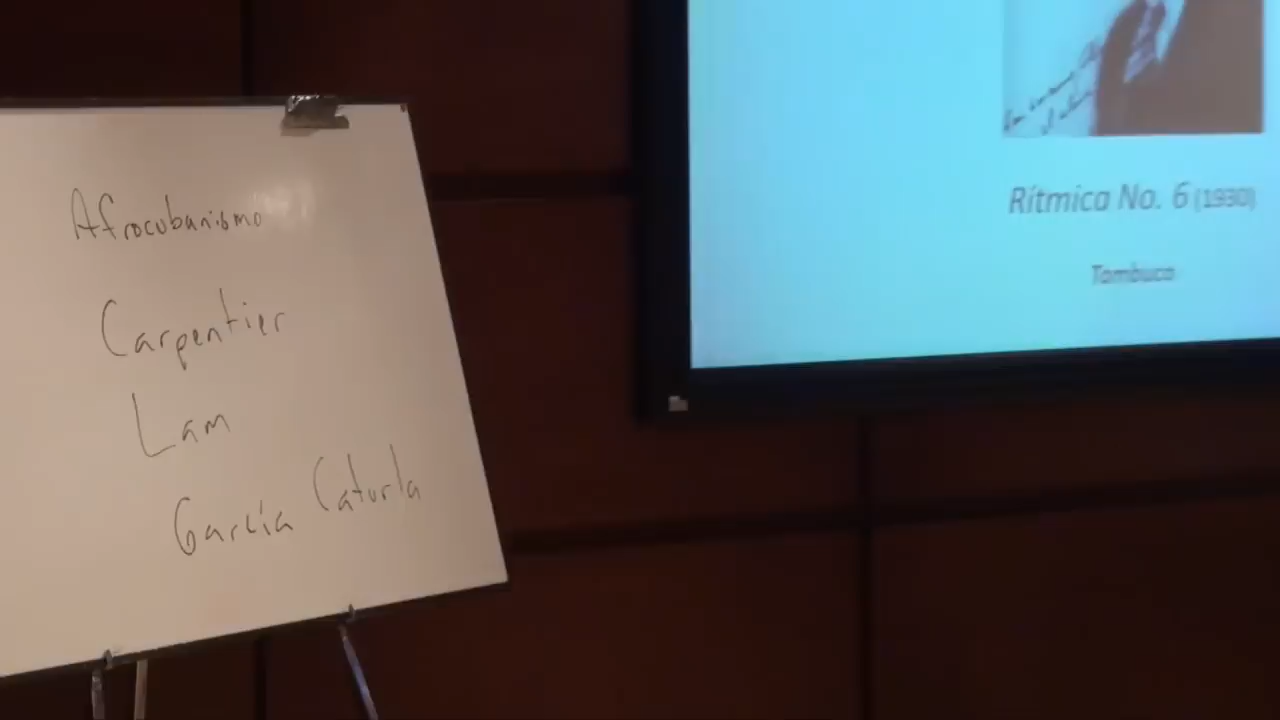 Afrocubanismo
Carpentier
Lam
García Caturla
Rítmica No. 6 (1930)
Tambuco